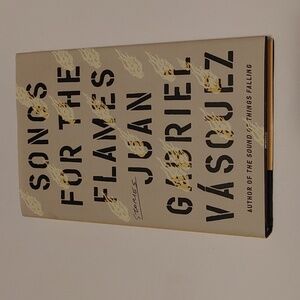 SONGS
FOR THE
FLAMES
STORIES
JUAN
GABRIEL
VÁSQUEZ
AUTHOR OF THE SOUND OF THINGS FALLING